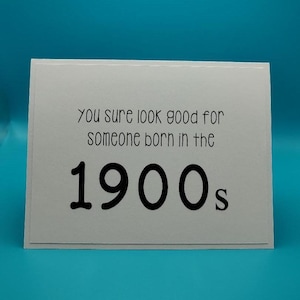 you sure look good for
someone born in the
1900s